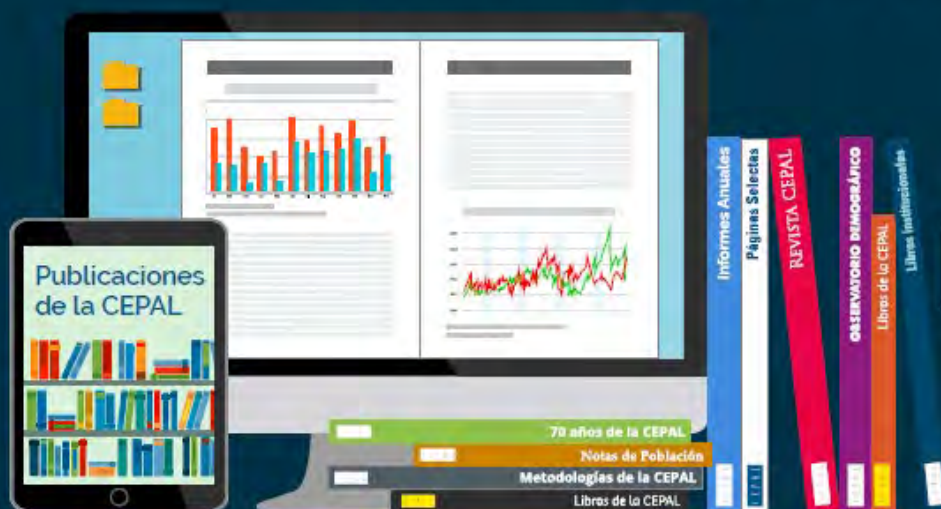 Publicaciones
de la CEPAL
70 años de la CEPAL
Notas de Población
Metodologías de la CEPAL
Libros de la CEPAL
Informes Anuales
Páginas Selectas
REVISTA CEPAL
OBSERVATORIO DEMOGRÁFICO
Libros de la CEPAL
Libros Institucionales